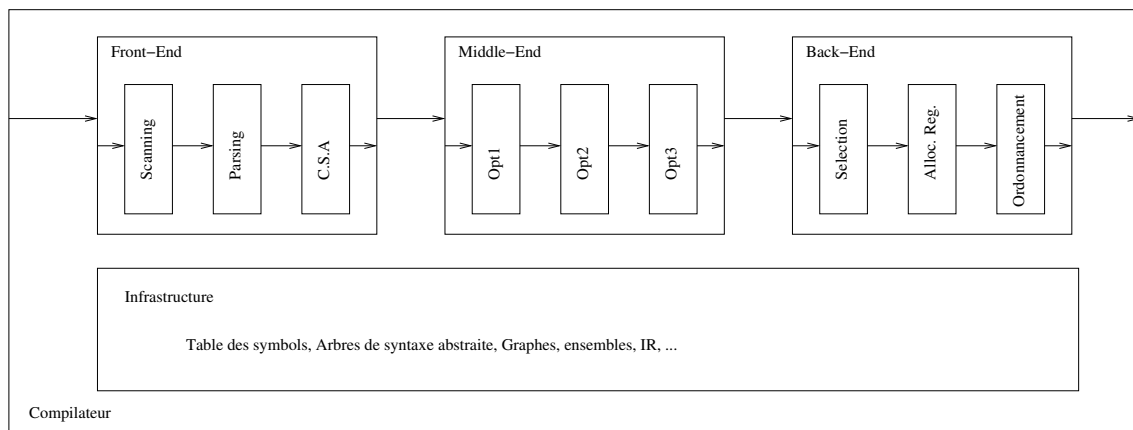 Front−End
Middle−End
Back−End
Scanning
Parsing
C.S.A
Opt1
Opt2
Opt3
Selection
Alloc. Reg.
Ordonnancement
Infrastructure
Table des symbols, Arbres de syntaxe abstraite, Graphes, ensembles, IR, ...
Compilateur